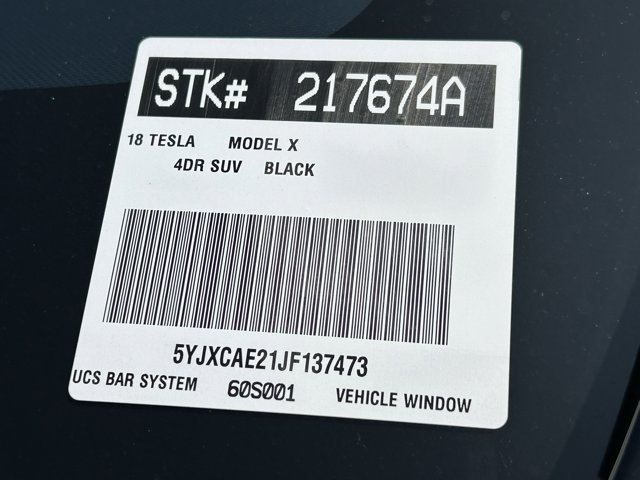 STK# 217674A
18 TESLA MODEL X
4DR SUV BLACK
5YJXCAE21JF137473
UCS BAR SYSTEM 60S001 VEHICLE WINDOW